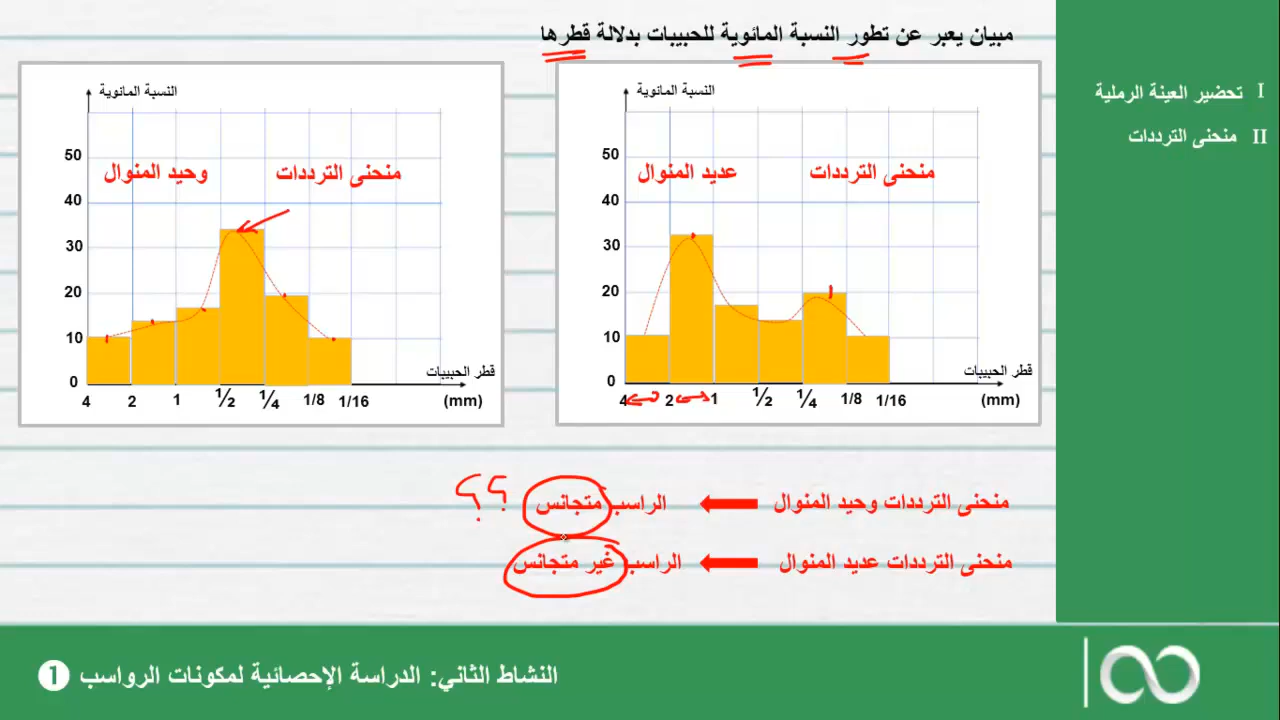 مبيان يعبر عن تطور النسبة المائوية للحبيبات بدلالة قطرها
I تحضير العينة الرملية
II منحنى الترددات
النسبة المائوية
عديد المنوال منحنى الترددات
50
40
30
20
10
0
قطر الحبيبات
4 2 1 ½ ¼ 1/8 1/16 (mm)
النسبة المائوية
وحيد المنوال منحنى الترددات
50
40
30
20
10
0
قطر الحبيبات
4 2 1 ½ ¼ 1/8 1/16 (mm)
منحنى الترددات وحيد المنوال الراسب متجانس ؟؟
منحنى الترددات عديد المنوال الراسب غير متجانس
النشاط الثاني: الدراسة الإحصائية لمكونات الرواسب 1